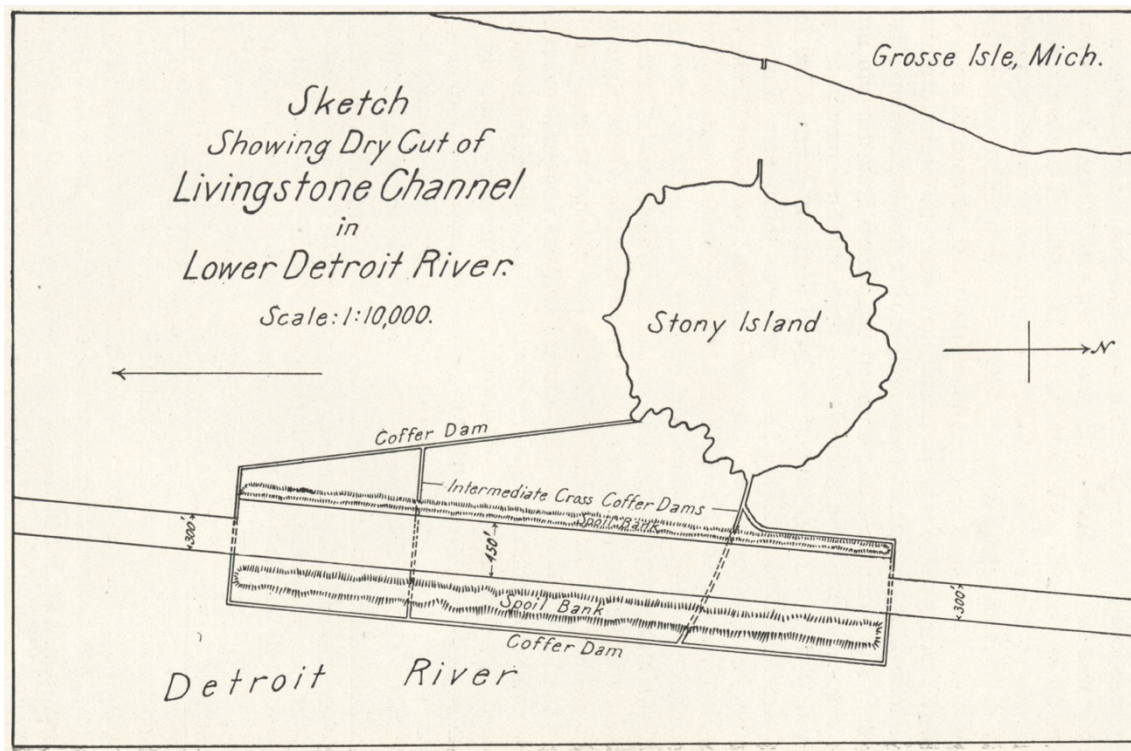 Grosse Isle, Mich.
Sketch
Showing Dry Cut of
Livingstone Channel
in
Lower Detroit River.
Scale: 1:10,000.
Stony Island
N
Coffer Dam
Intermediate Cross Coffer Dams
Spoil Bank
300'
450'
300'
Spoil Bank
Coffer Dam
Detroit River